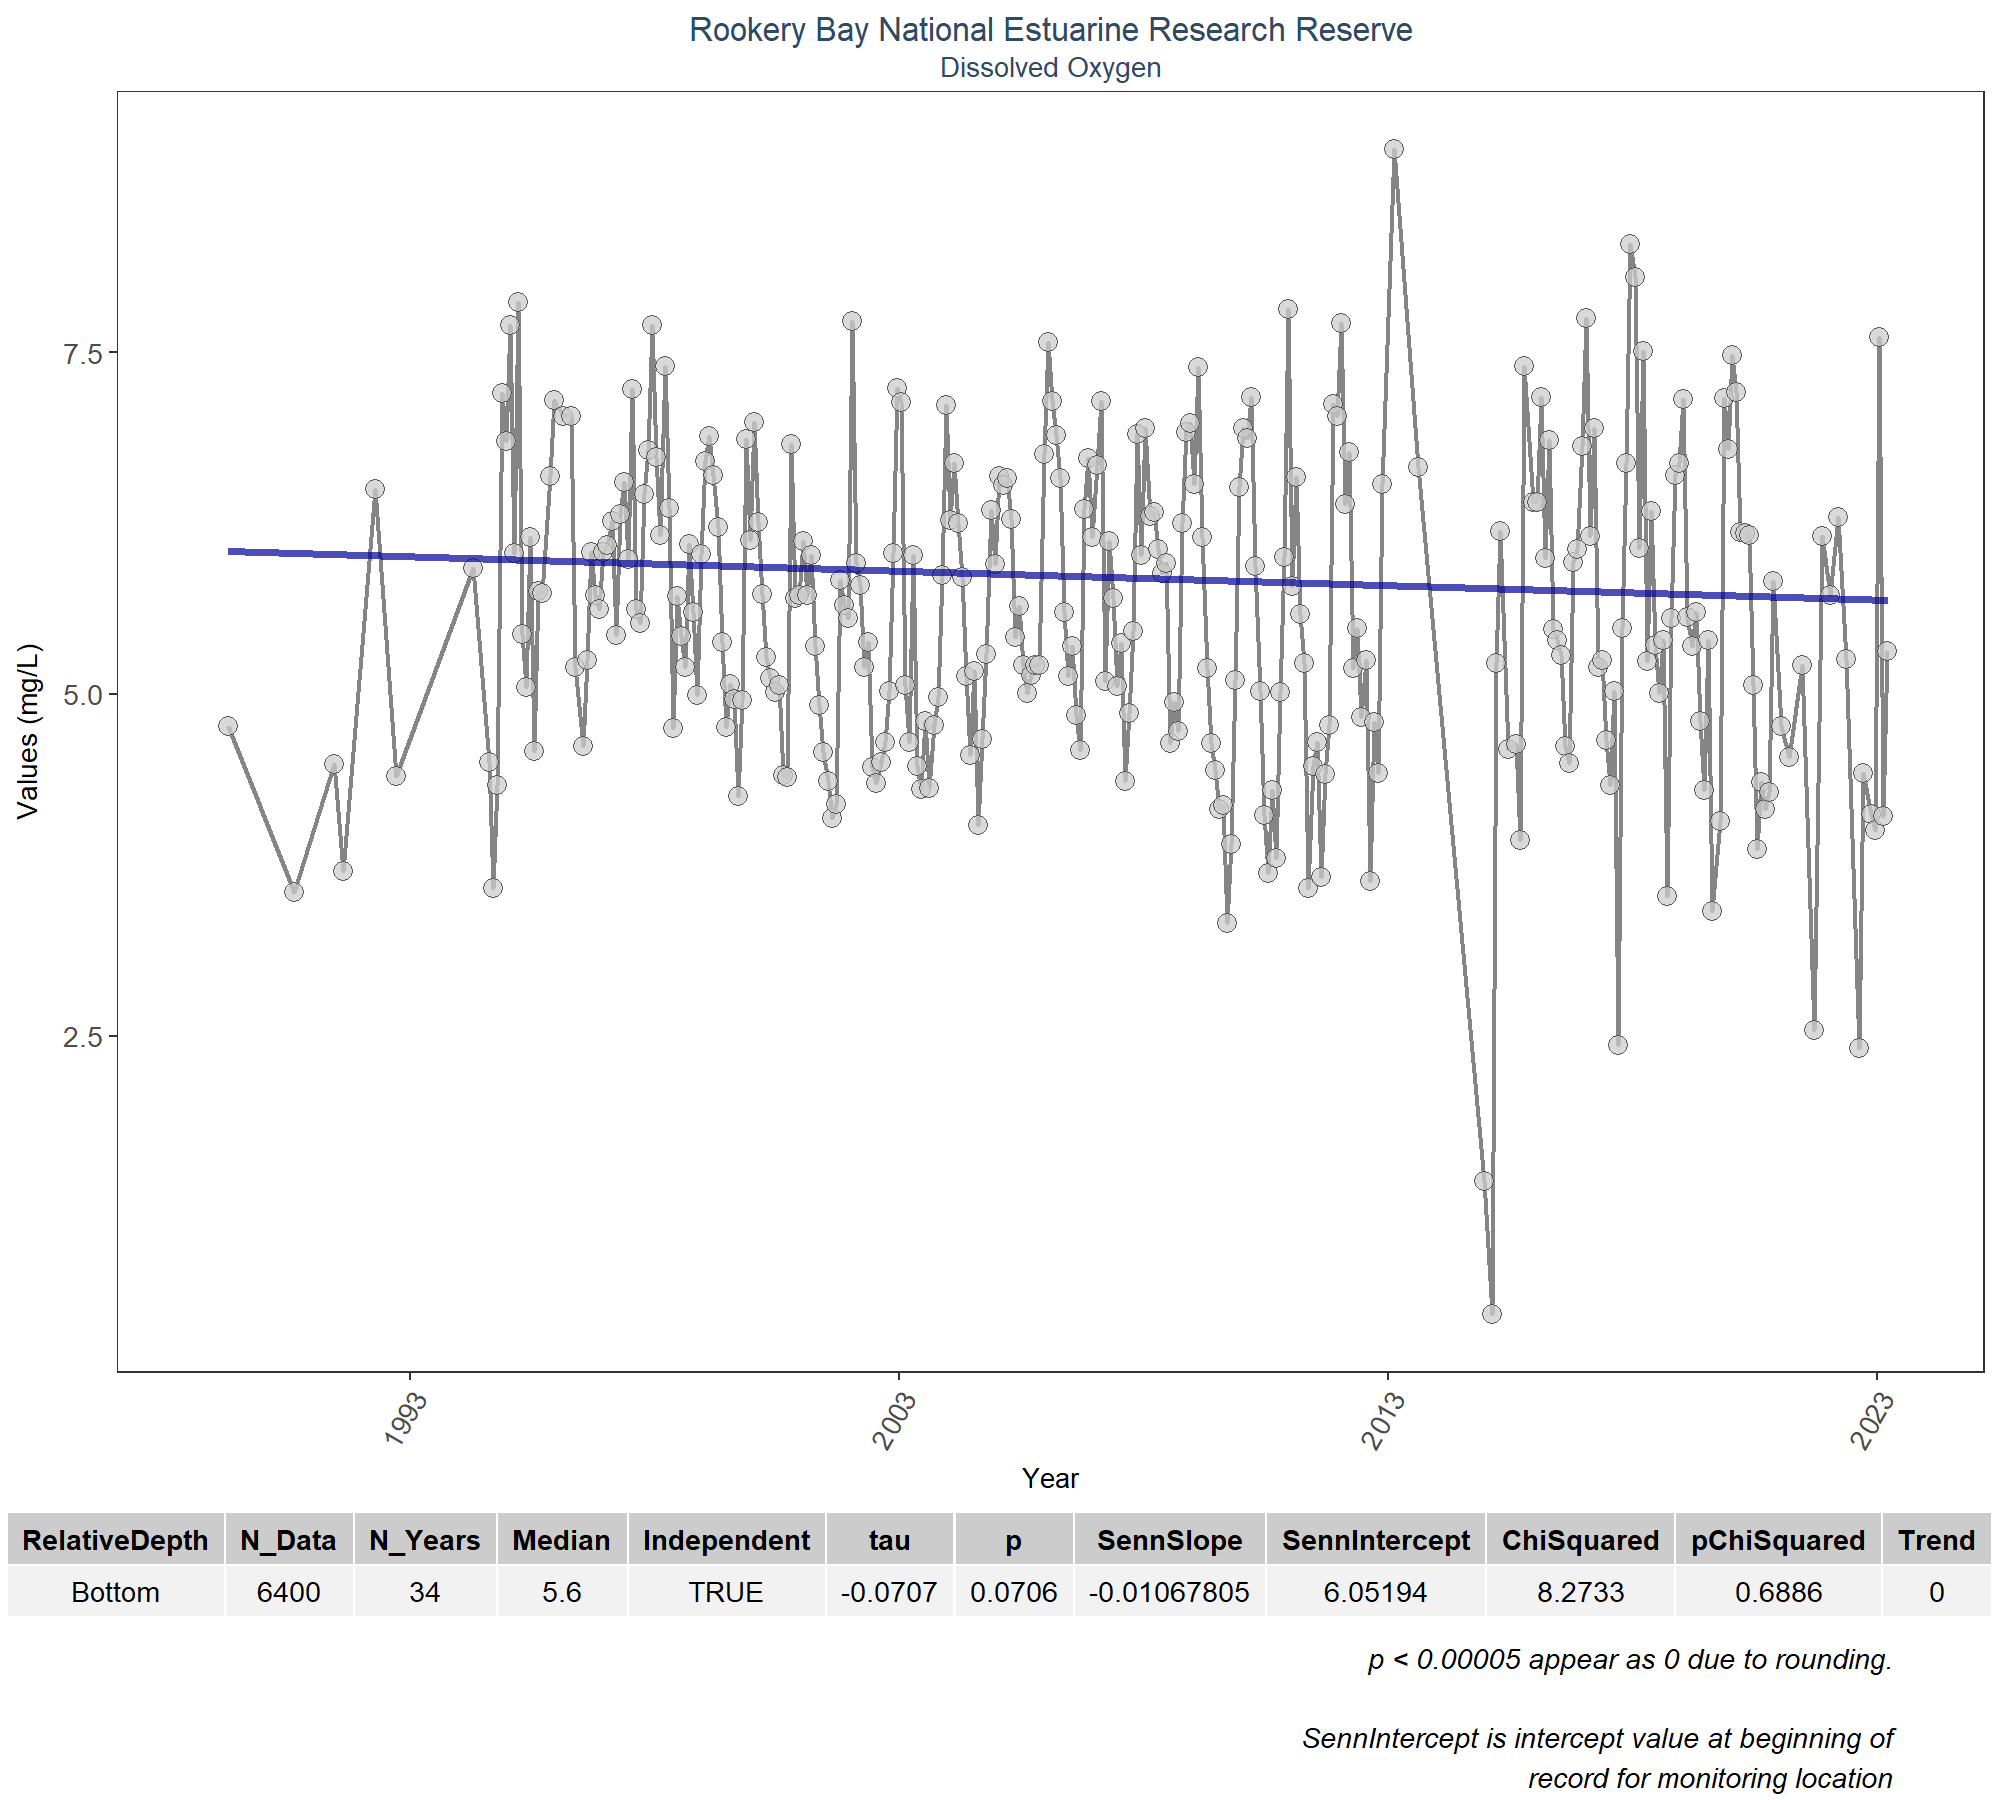 Rookery Bay National Estuarine Research Reserve
Dissolved Oxygen
Values (mg/L)
7.5
5.0
2.5
1993 2003 2013 2023
Year
RelativeDepth N_Data N_Years Median Independent tau p SennSlope SennIntercept ChiSquared pChiSquared Trend
Bottom 6400 34 5.6 TRUE -0.0707 0.0706 -0.01067805 6.05194 8.2733 0.6886 0
p < 0.00005 appear as 0 due to rounding.
SennIntercept is intercept value at beginning of
record for monitoring location